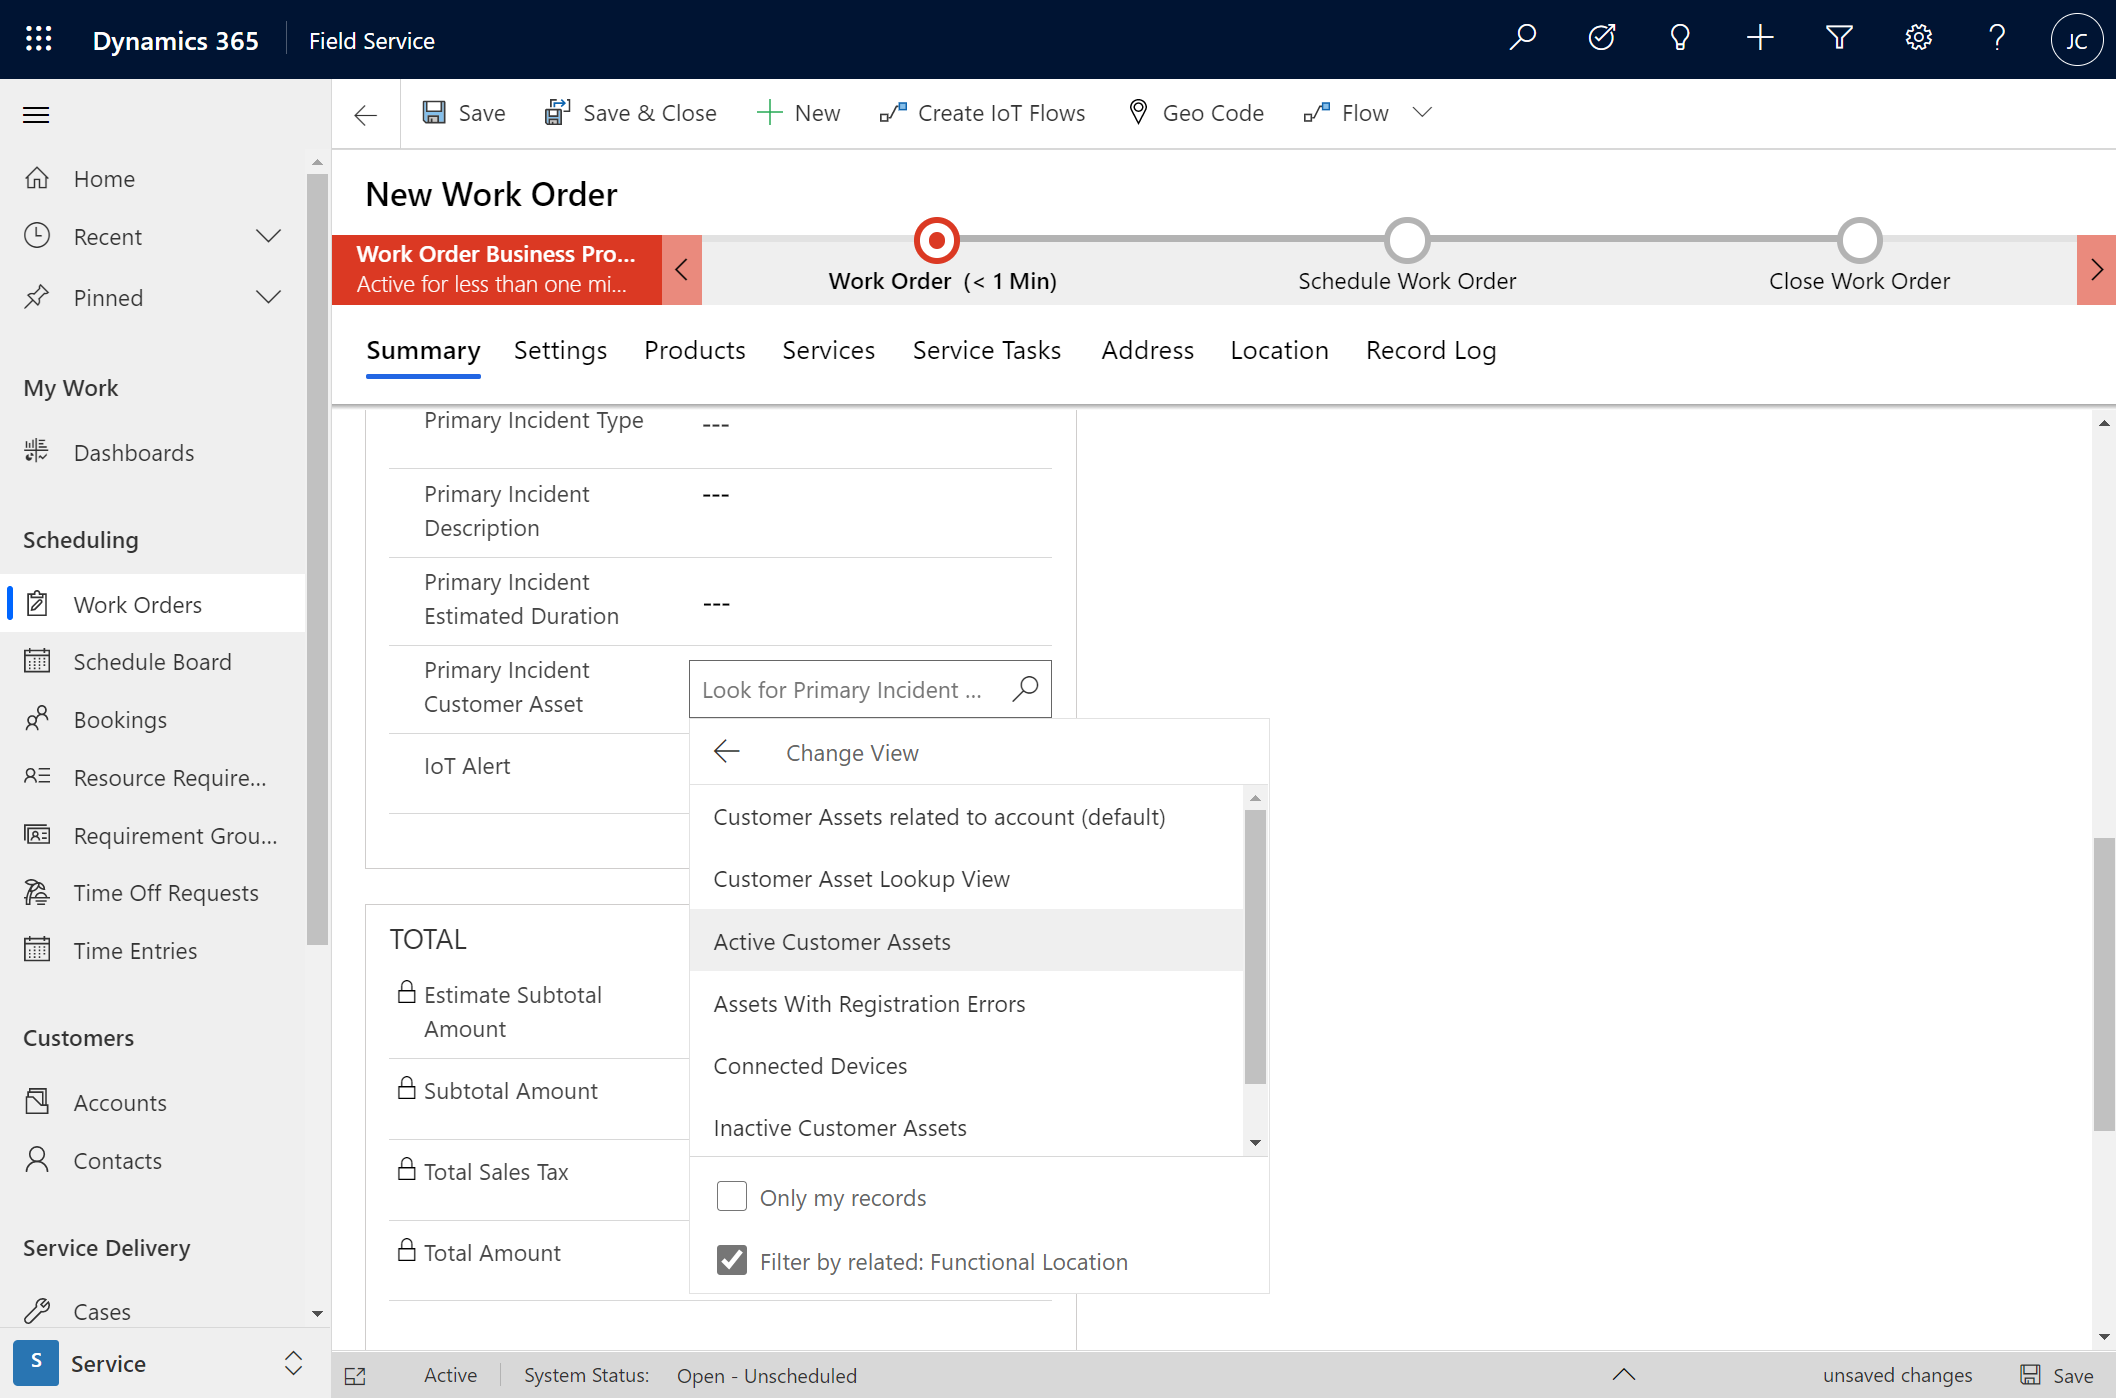 Dynamics 365
Field Service
JC
Save
Save & Close
New
Create IoT Flows
Geo Code
Flow
Home
Recent
Pinned
My Work
Dashboards
Scheduling
Work Orders
Schedule Board
Bookings
Resource Require...
Requirement Grou...
Time Off Requests
Time Entries
Customers
Accounts
Contacts
Service Delivery
Cases
S
Service
New Work Order
Work Order Business Pro...
Active for less than one mi...
Work Order (< 1 Min)
Schedule Work Order
Close Work Order
Summary
Settings
Products
Services
Service Tasks
Address
Location
Record Log
Primary Incident Type
---
Primary Incident
Description
---
Primary Incident
Estimated Duration
---
Primary Incident
Customer Asset
Look for Primary Incident ...
IoT Alert
Change View
Customer Assets related to account (default)
Customer Asset Lookup View
Active Customer Assets
Assets With Registration Errors
Connected Devices
Inactive Customer Assets
Only my records
Filter by related: Functional Location
TOTAL
Estimate Subtotal
Amount
Subtotal Amount
Total Sales Tax
Total Amount
Active
System Status:
Open - Unscheduled
unsaved changes
Save